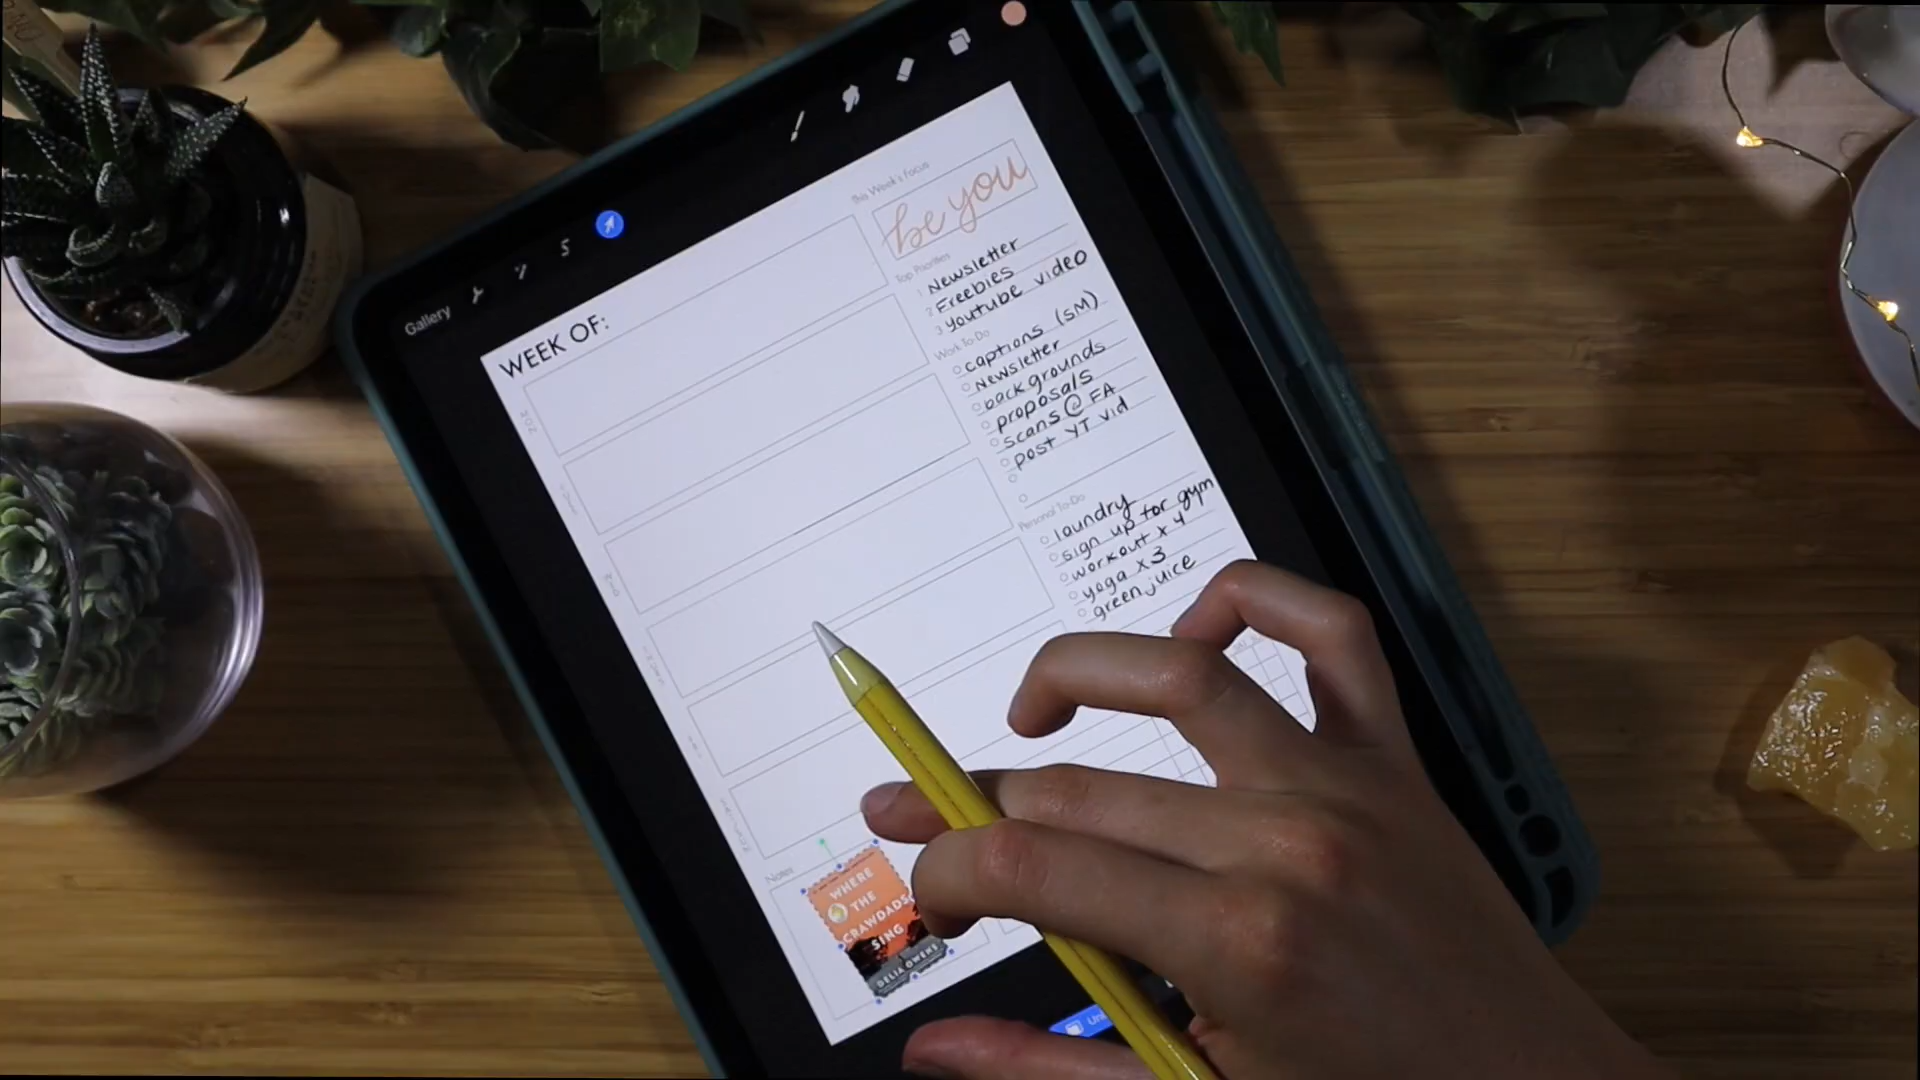 Gallery
WEEK OF:
This Week's Focus
be you
Top Priorities
1 Newsletter
2 Freebies
3 Youtube video
Work To-Do
captions (SM)
Newsletter
backgrounds
proposals
scans @ FA
post YT vid
Personal To-Do
laundry
sign up for gym
workout x 4
yoga x3
green juice
Notes
WHERE
THE
CRAWDADS
SING
DELIA OWENS
Uni